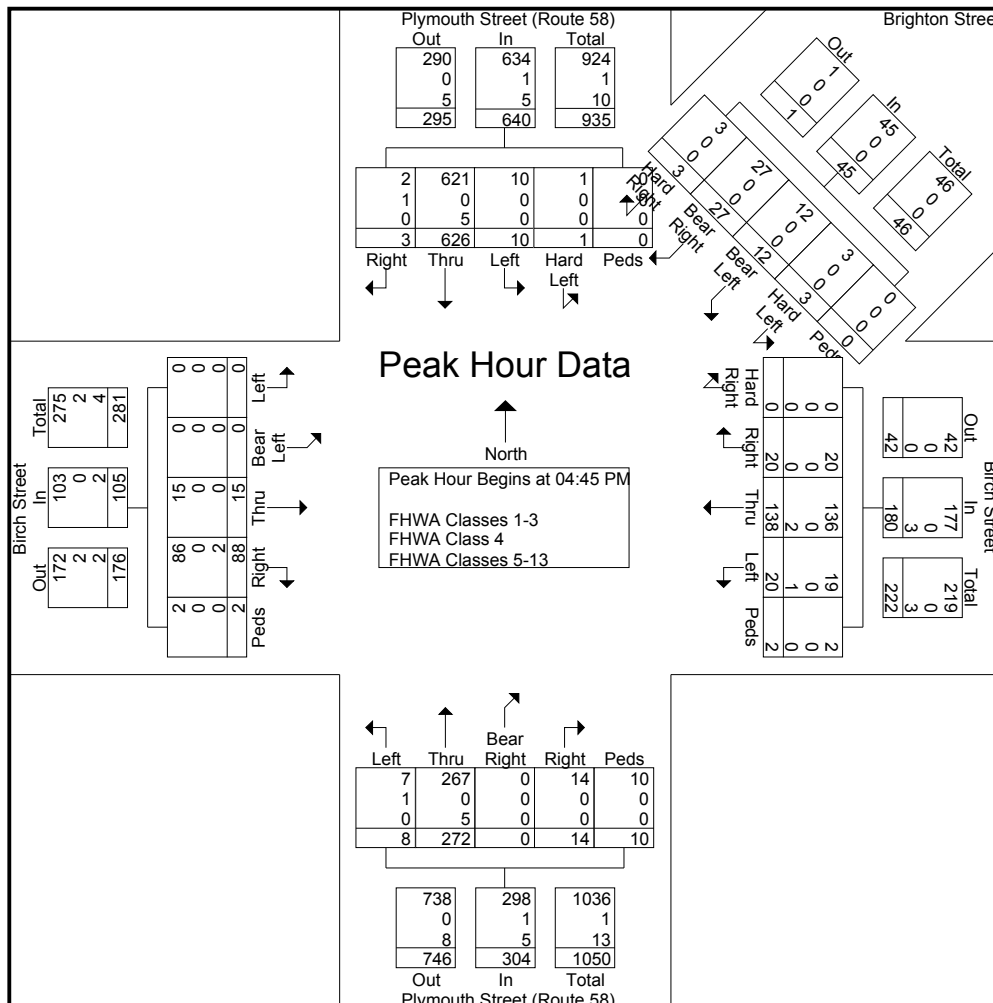 Plymouth Street (Route 58)
Out In Total
290 634 924
0 1 1
5 5 10
295 640 935
2 621 10 1 0
1 0 0 0 0
0 5 0 0 0
3 626 10 1 0
Right Thru Left Hard Left Peds
Brighton Stree
Out
1
0
0
1
In
45
0
0
45
Total
46
0
0
46
3 27 12 3 0
0 0 0 0 0
0 0 0 0
3 27 12 3 0
Hard Right
Bear Right
Bear Left
Hard Left
Peds
Birch Street
Total In Out
275 103 172
2 0 2
4 2 2
281 105 176
Left
0 0 0 0
Bear Left
0 0 0 0
Thru
15 0 0 15
Right
86 0 2 88
Peds
2 0 0 2
Peak Hour Data
North
Peak Hour Begins at 04:45 PM
FHWA Classes 1-3
FHWA Class 4
FHWA Classes 5-13
Hard Right
0 0 0 0
Right
20 0 0 20
Thru
136 0 2 138
Left
19 0 1 20
Peds
2 0 0 2
Birch Street
Out
42 0 0 42
In
177 0 3 180
Total
219 0 3 222
Left Thru Bear Right Right Peds
7 267 0 14 10
1 0 0 0 0
0 5 0 0 0
8 272 0 14 10
738 298 1036
0 1 1
8 5 13
746 304 1050
Out In Total
Plymouth Street (Route 58)